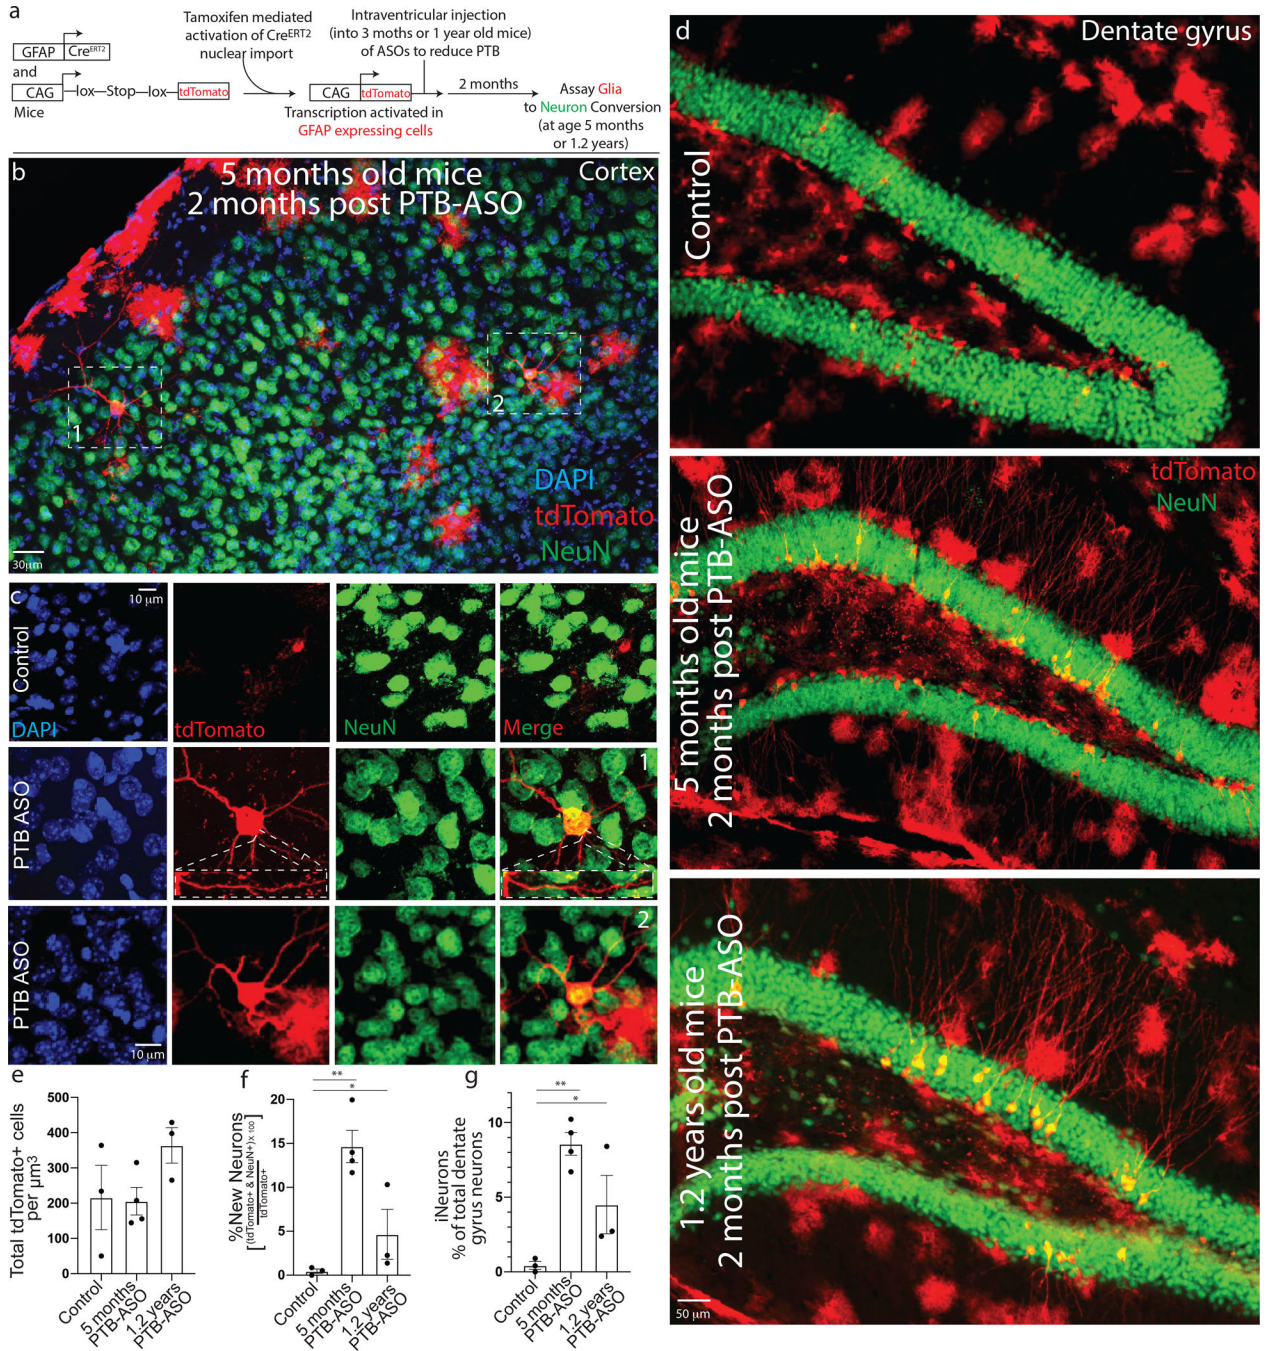 a
GFAP
Cre^ERT2
and
CAG
lox—Stop—lox
tdTomato
Mice
Tamoxifen mediated
activation of Cre^ERT2
nuclear import
CAG
tdTomato
Transcription activated in
GFAP expressing cells
Intraventricular injection
(into 3 moths or 1 year old mice)
of ASOs to reduce PTB
2 months
Assay Glia
to Neuron Conversion
(at age 5 months
or 1.2 years)
b
5 months old mice
2 months post PTB-ASO
Cortex
1
2
DAPI
tdTomato
NeuN
30μm
c
10 μm
Control
DAPI
tdTomato
NeuN
Merge
PTB ASO
1
PTB ASO
2
10 μm
d
Dentate gyrus
Control
5 months old mice
2 months post PTB-ASO
tdTomato
NeuN
1.2 years old mice
2 months post PTB-ASO
50 μm
e
Total tdTomato+ cells
per μm³
500
400
300
200
100
0
Control
5 months
PTB-ASO
1.2 years
PTB-ASO
f
**
*
%New Neurons
[(tdTomato+ & NeuN+) x 100]
tdTomato+
20
15
10
5
0
Control
5 months
PTB-ASO
1.2 years
PTB-ASO
g
**
*
iNeurons
% of total dentate
gyrus neurons
10
5
0
Control
5 months
PTB-ASO
1.2 years
PTB-ASO